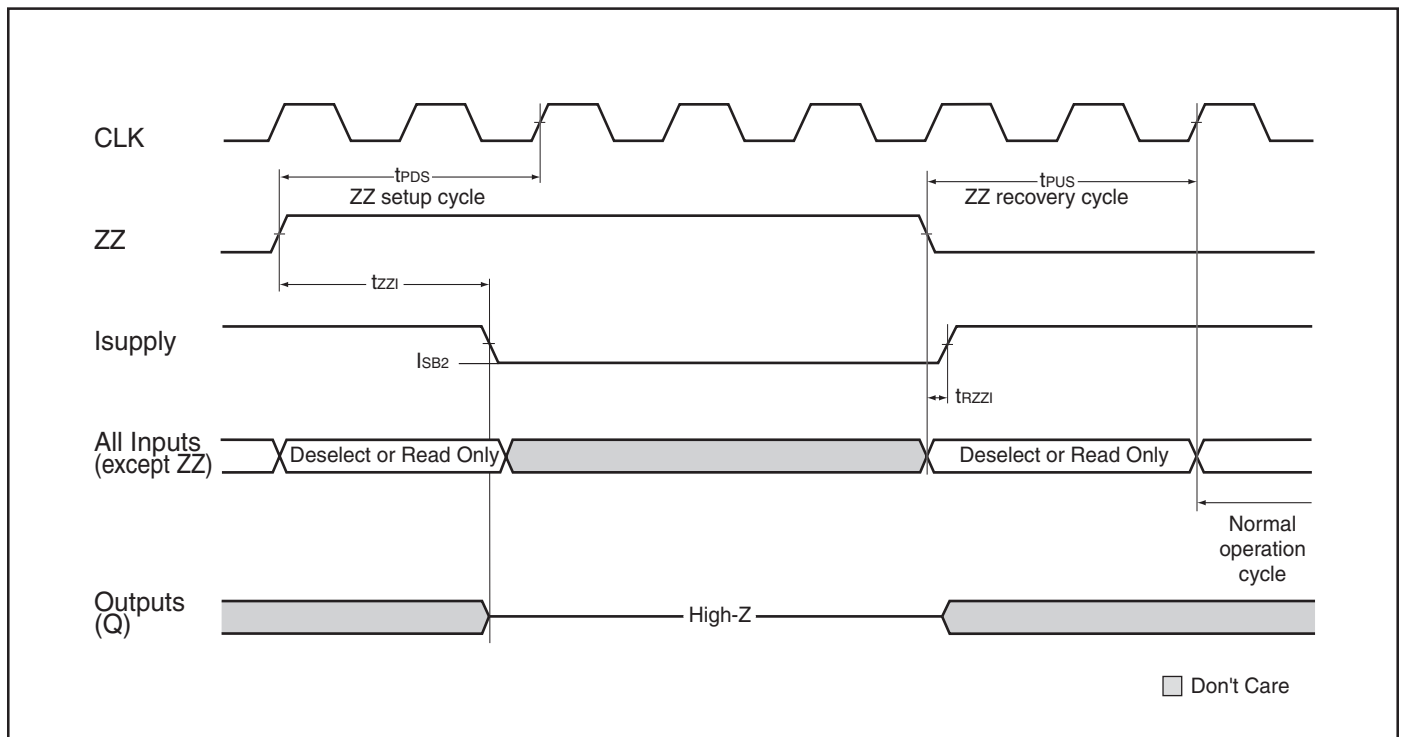 CLK
tPDS
ZZ setup cycle
tPUS
ZZ recovery cycle
ZZ
tZZI
Isupply
ISB2
tRZZI
All Inputs
(except ZZ)
Deselect or Read Only
Deselect or Read Only
Normal
operation
cycle
Outputs
(Q)
High-Z
Don't Care